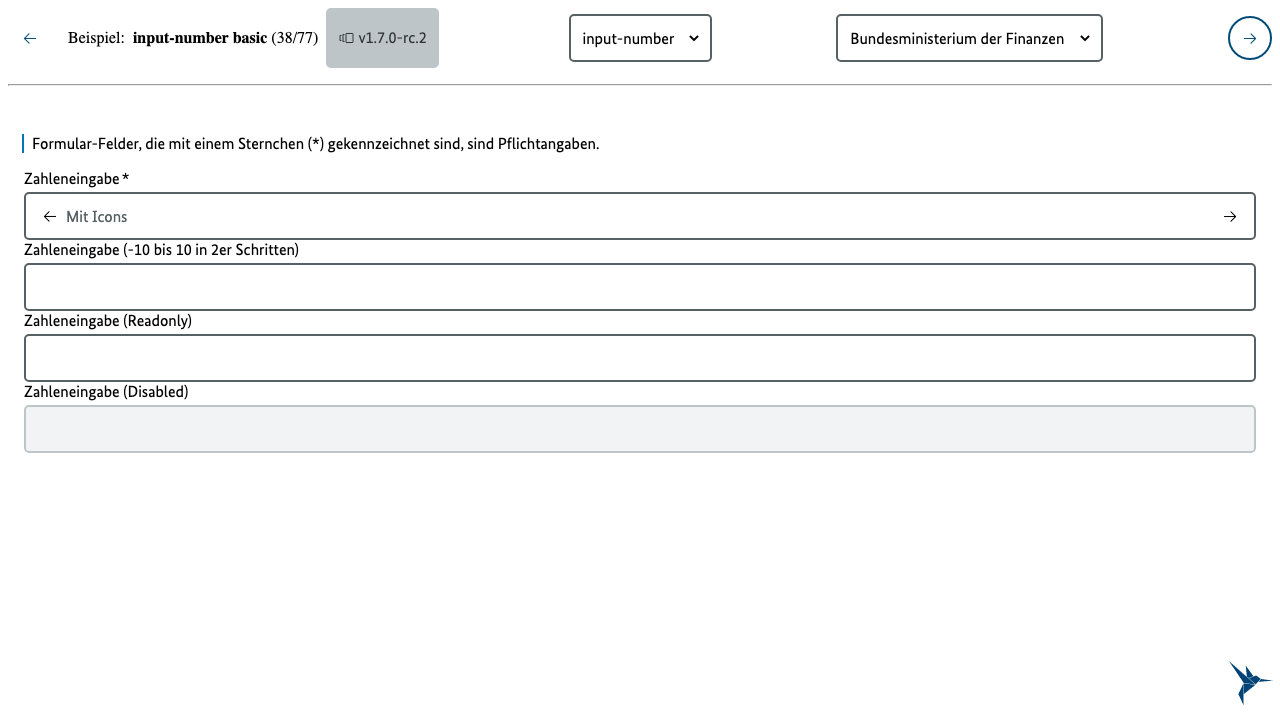 Beispiel: input-number basic (38/77) v1.7.0-rc.2 input-number Bundesministerium der Finanzen
Formular-Felder, die mit einem Sternchen (*) gekennzeichnet sind, sind Pflichtangaben.
Zahleneingabe*
Mit Icons
Zahleneingabe (-10 bis 10 in 2er Schritten)
Zahleneingabe (Readonly)
Zahleneingabe (Disabled)